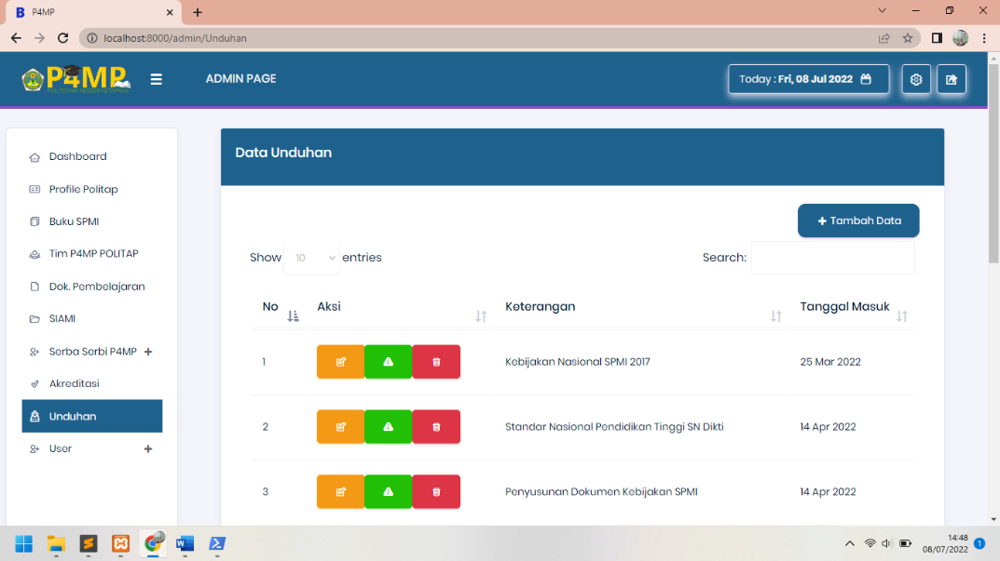 P4MP
localhost:8000/admin/Unduhan
P4MP
ADMIN PAGE
Today : Fri, 08 Jul 2022
Dashboard
Profile Politap
Buku SPMI
Tim P4MP POLITAP
Dok. Pembelajaran
SIAMI
Serba Serbi P4MP +
Akreditasi
Unduhan
User +
Data Unduhan
+ Tambah Data
Show 10 entries
Search:
No Aksi Keterangan Tanggal Masuk
1 Kebijakan Nasional SPMI 2017 25 Mar 2022
2 Standar Nasional Pendidikan Tinggi SN Dikti 14 Apr 2022
3 Penyusunan Dokumen Kebijakan SPMI 14 Apr 2022
14:48
08/07/2022
1